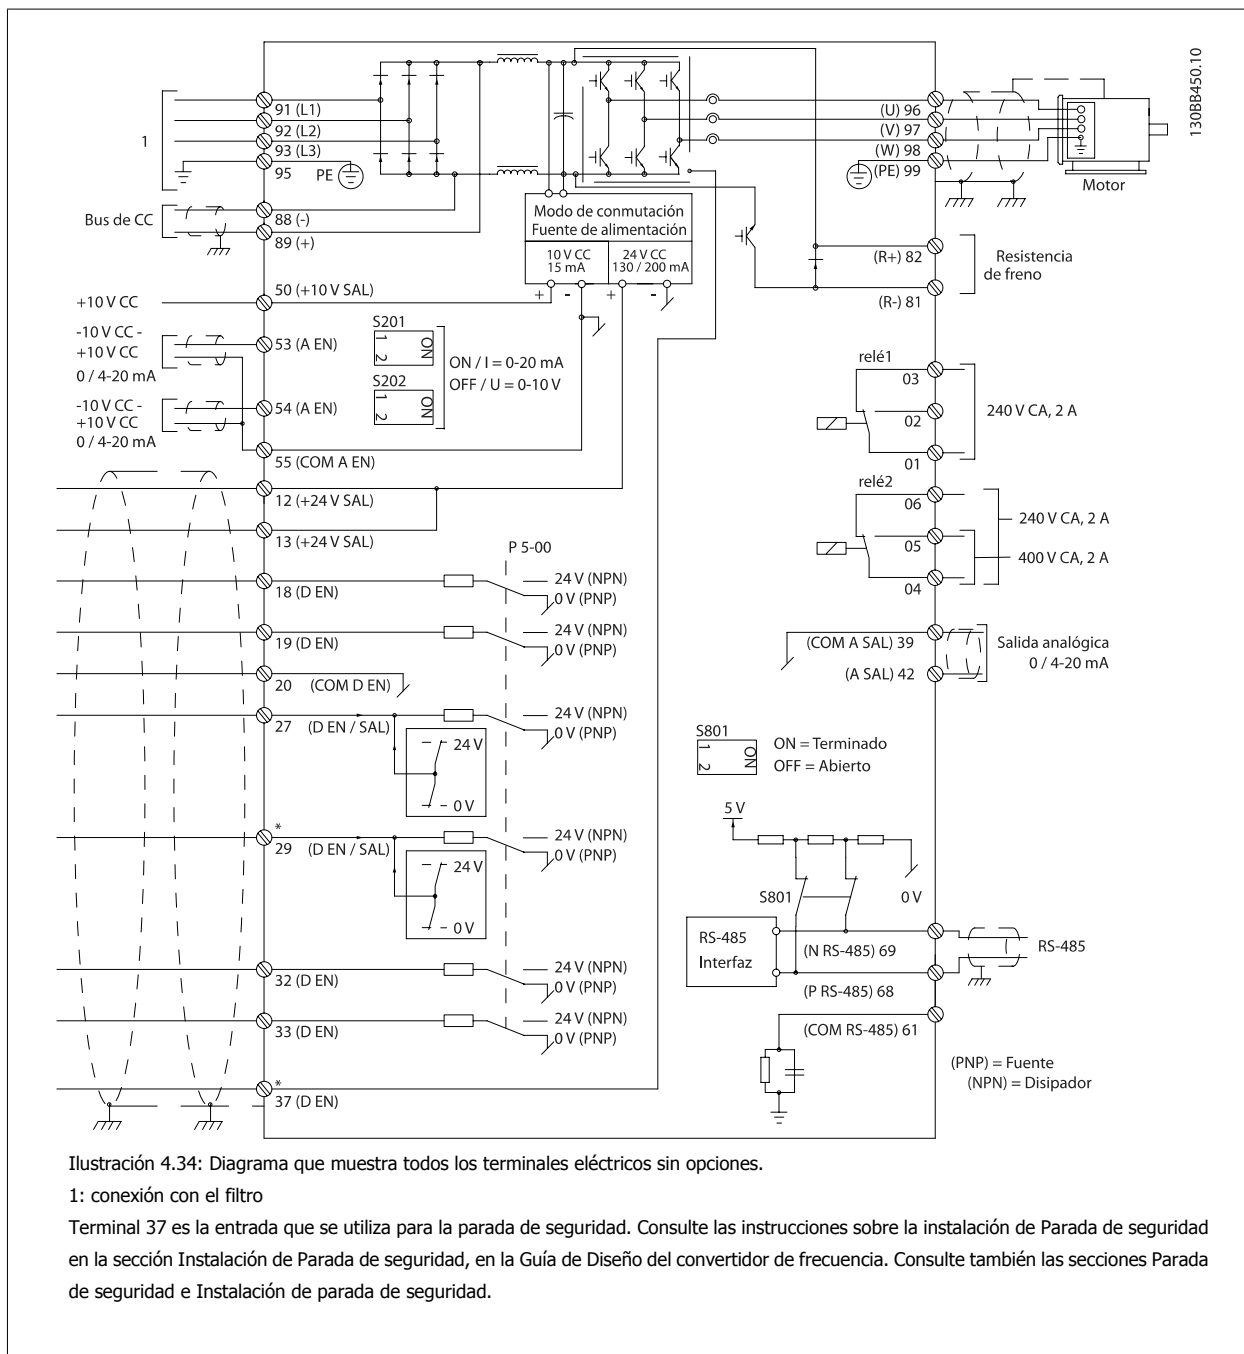 130BB450.10
1
91 (L1)
92 (L2)
93 (L3)
95
PE
Bus de CC
88 (-)
89 (+)
Modo de conmutación
Fuente de alimentación
10 V CC
15 mA
24 V CC
130 / 200 mA
+
-
+
-
(U) 96
(V) 97
(W) 98
(PE) 99
Motor
(R+) 82
(R-) 81
Resistencia
de freno
+10 V CC
50 (+10 V SAL)
-10 V CC -
+10 V CC
0 / 4-20 mA
53 (A EN)
-10 V CC -
+10 V CC
0 / 4-20 mA
54 (A EN)
55 (COM A EN)
S201
1
2
ON
S202
1
2
ON
ON / I = 0-20 mA
OFF / U = 0-10 V
relé1
03
02
01
240 V CA, 2 A
relé2
06
05
04
240 V CA, 2 A
400 V CA, 2 A
12 (+24 V SAL)
13 (+24 V SAL)
P 5-00
18 (D EN)
24 V (NPN)
0 V (PNP)
19 (D EN)
24 V (NPN)
0 V (PNP)
20 (COM D EN)
27 (D EN / SAL)
24 V (NPN)
0 V (PNP)
24 V
0 V
*
29 (D EN / SAL)
24 V (NPN)
0 V (PNP)
24 V
0 V
32 (D EN)
24 V (NPN)
0 V (PNP)
33 (D EN)
24 V (NPN)
0 V (PNP)
*
37 (D EN)
(COM A SAL) 39
(A SAL) 42
Salida analógica
0 / 4-20 mA
S801
1
2
ON
ON = Terminado
OFF = Abierto
5 V
S801
0 V
RS-485
Interfaz
(N RS-485) 69
(P RS-485) 68
RS-485
(COM RS-485) 61
(PNP) = Fuente
(NPN) = Disipador
Ilustración 4.34: Diagrama que muestra todos los terminales eléctricos sin opciones.
1: conexión con el filtro
Terminal 37 es la entrada que se utiliza para la parada de seguridad. Consulte las instrucciones sobre la instalación de Parada de seguridad
en la sección Instalación de Parada de seguridad, en la Guía de Diseño del convertidor de frecuencia. Consulte también las secciones Parada
de seguridad e Instalación de parada de seguridad.